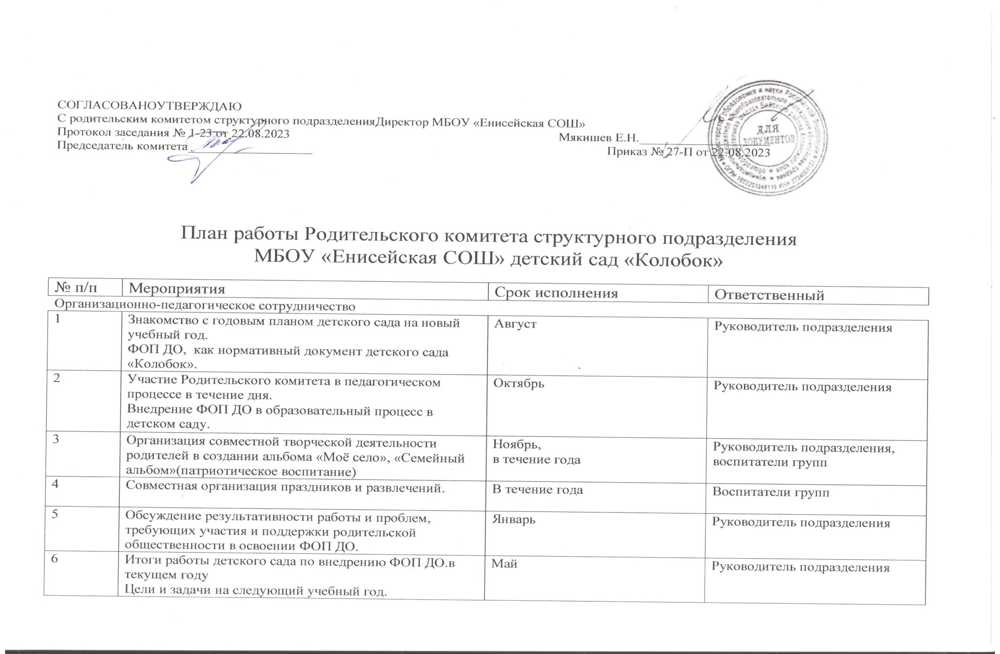 СОГЛАСОВАНОУТВЕРЖДАЮ
С родительским комитетом структурного подразделенияДиректор МБОУ «Енисейская СОШ»
Протокол заседания № 1-23 от 22.08.2023
Мякишев Е.Н.
Председатель комитета
Приказ № 27-П от 22.08.2023
ДЛЯ
ДОКУМЕНТОВ
План работы Родительского комитета структурного подразделения
МБОУ «Енисейская СОШ» детский сад «Колобок»
№ п/п Мероприятия Срок исполнения Ответственный
Организационно-педагогическое сотрудничество
1 Знакомство с годовым планом детского сада на новый Август Руководитель подразделения
учебный год.
ФОП ДО, как нормативный документ детского сада
«Колобок».
2 Участие Родительского комитета в педагогическом Октябрь Руководитель подразделения
процессе в течение дня.
Внедрение ФОП ДО в образовательный процесс в
детском саду.
3 Организация совместной творческой деятельности Ноябрь, Руководитель подразделения,
родителей в создании альбома «Моё село», «Семейный в течение года воспитатели групп
альбом»(патриотическое воспитание)
4 Совместная организация праздников и развлечений. В течение года Воспитатели групп
5 Обсуждение результативности работы и проблем, Январь Руководитель подразделения
требующих участия и поддержки родительской
общественности в освоении ФОП ДО.
6 Итоги работы детского сада по внедрению ФОП ДО.в Май Руководитель подразделения
текущем году
Цели и задачи на следующий учебный год.